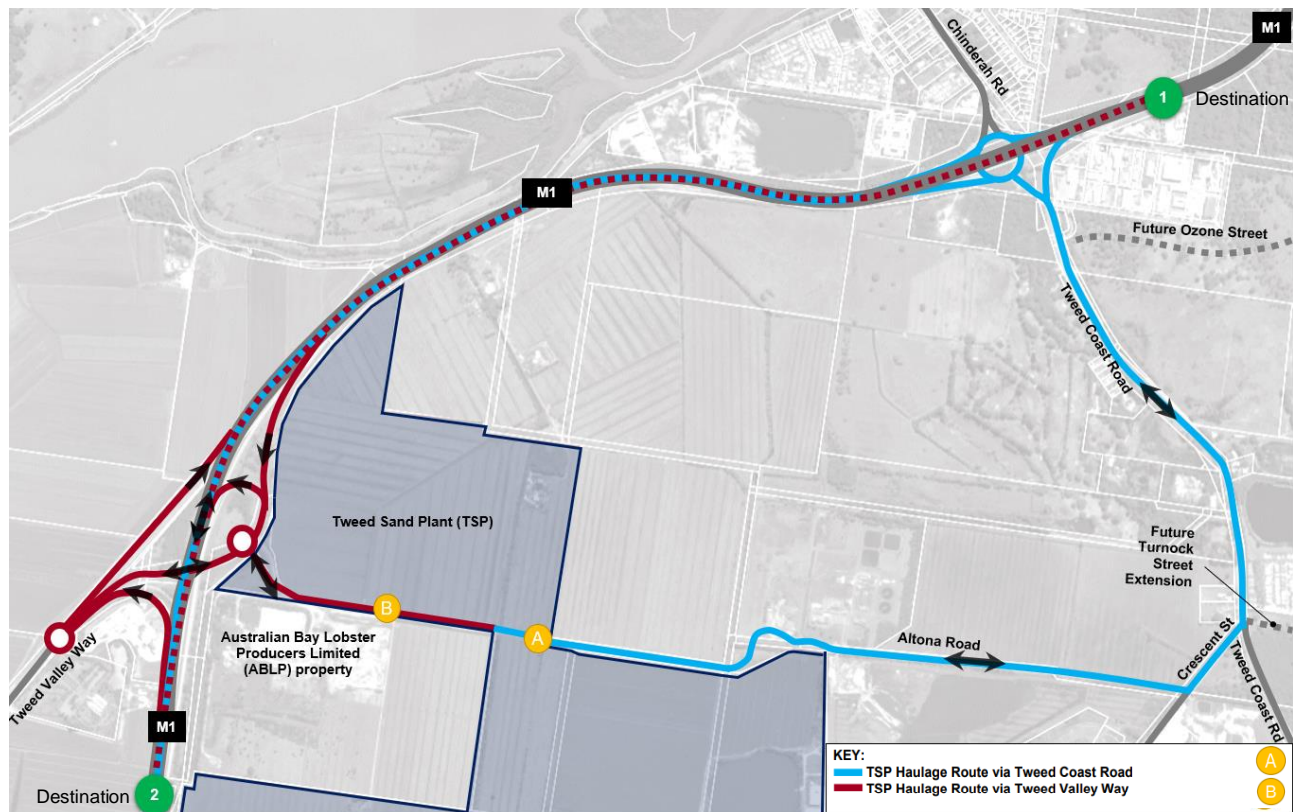 M1
Chinderah Rd
1
Destination
M1
Future Ozone Street
Tweed Coast Road
Tweed Sand Plant (TSP)
Future
Turnock
Street
Extension
B
A
Australian Bay Lobster
Producers Limited
(ABLP) property
Altona Road
Crescent St
Tweed Coast Rd
Tweed Valley Way
M1
Destination
2
KEY:
TSP Haulage Route via Tweed Coast Road
A
TSP Haulage Route via Tweed Valley Way
B